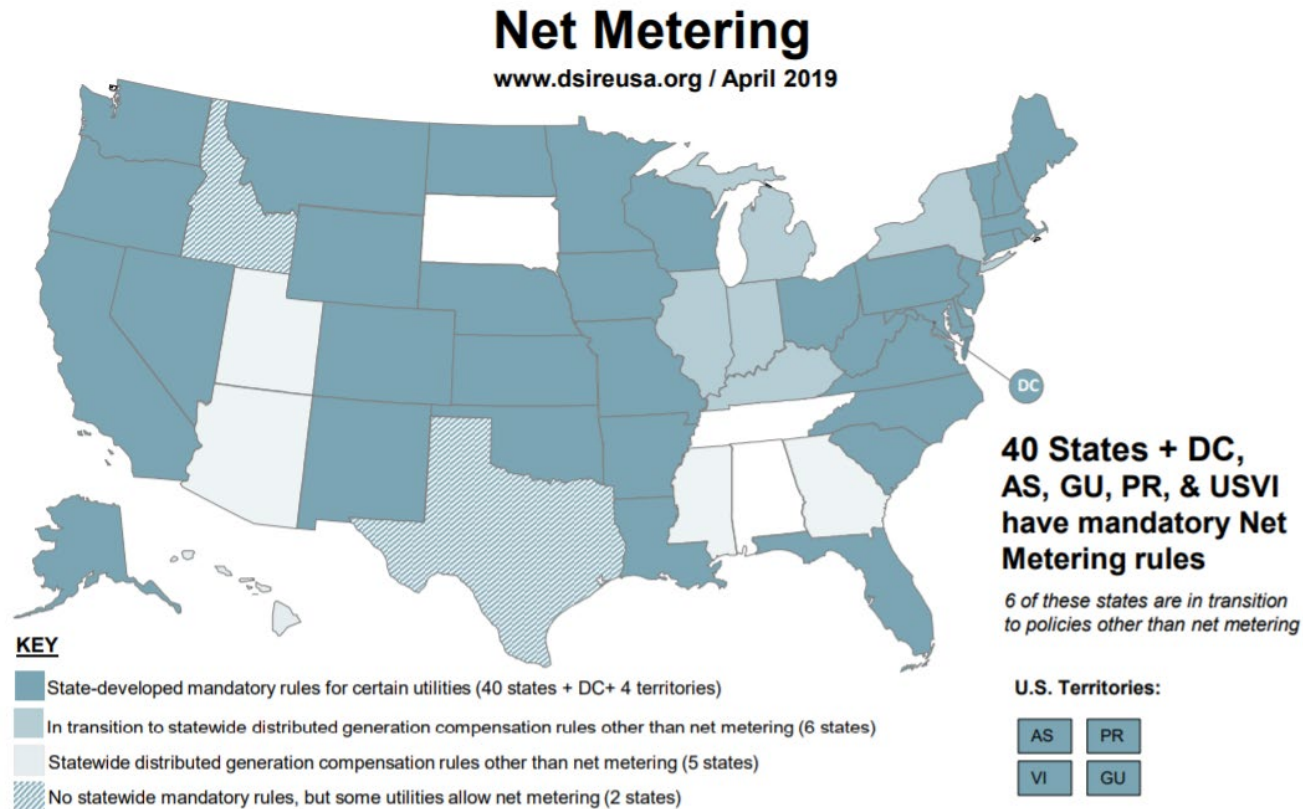 Net Metering
www.dsireusa.org / April 2019
DC
40 States + DC,
AS, GU, PR, & USVI
have mandatory Net
Metering rules
6 of these states are in transition
to policies other than net metering
KEY
State-developed mandatory rules for certain utilities (40 states + DC+ 4 territories)
In transition to statewide distributed generation compensation rules other than net metering (6 states)
Statewide distributed generation compensation rules other than net metering (5 states)
No statewide mandatory rules, but some utilities allow net metering (2 states)
U.S. Territories:
AS PR
VI GU